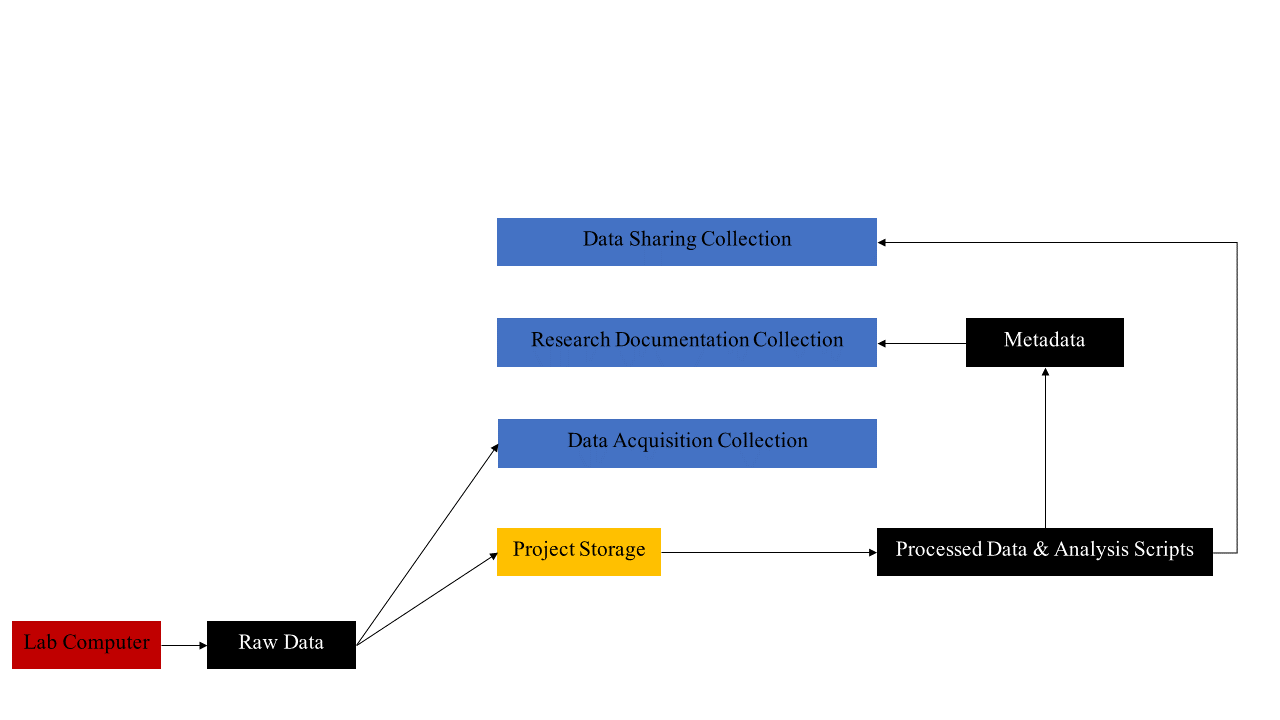 Data Sharing Collection
Research Documentation Collection
Metadata
Data Acquisition Collection
Project Storage
Processed Data & Analysis Scripts
Lab Computer
Raw Data